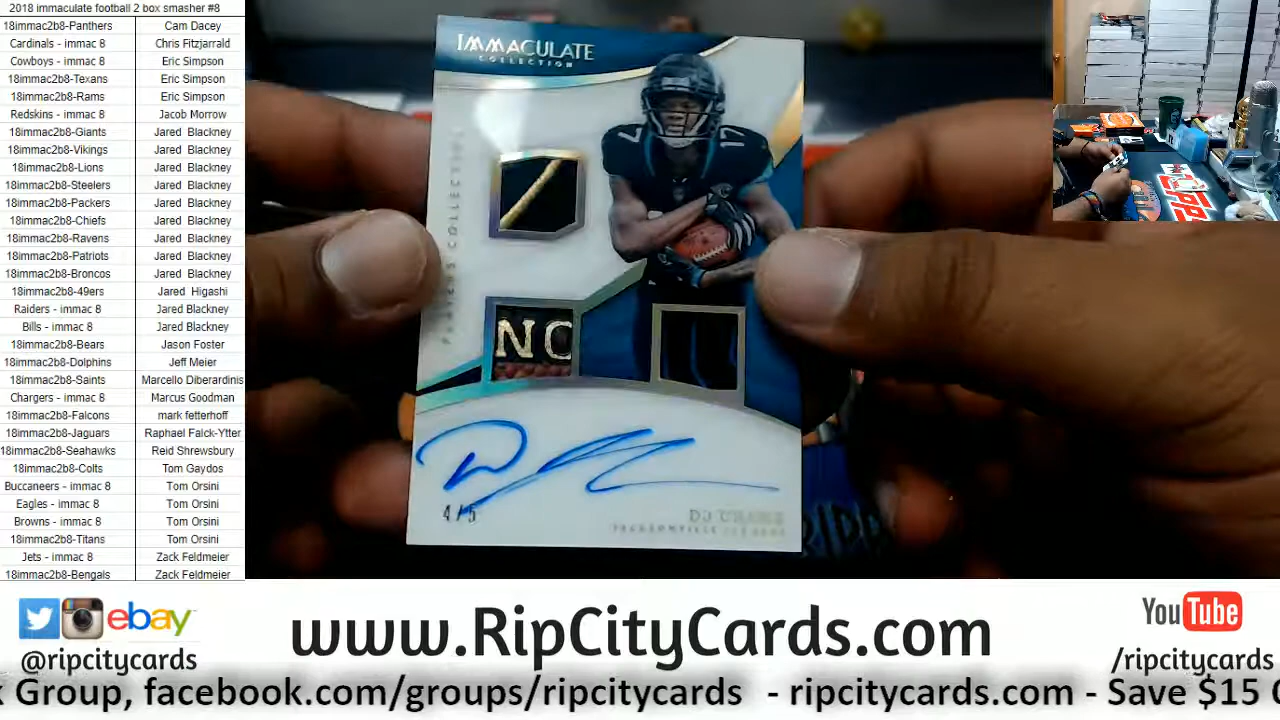 2018 immaculate football 2 box smasher #8
18immac2b8-Panthers Cam Dacey
Cardinals - immac 8 Chris Fitzjarrald
Cowboys - immac 8 Eric Simpson
18immac2b8-Texans Eric Simpson
18immac2b8-Rams Eric Simpson
Redskins - immac 8 Jacob Morrow
18immac2b8-Giants Jared Blackney
18immac2b8-Vikings Jared Blackney
18immac2b8-Lions Jared Blackney
18immac2b8-Steelers Jared Blackney
18immac2b8-Packers Jared Blackney
18immac2b8-Chiefs Jared Blackney
18immac2b8-Ravens Jared Blackney
18immac2b8-Patriots Jared Blackney
18immac2b8-Broncos Jared Blackney
18immac2b8-49ers Jared Higashi
Raiders - immac 8 Jared Blackney
Bills - immac 8 Jared Blackney
18immac2b8-Bears Jason Foster
18immac2b8-Dolphins Jeff Meier
18immac2b8-Saints Marcello Diberardinis
Chargers - immac 8 Marcus Goodman
18immac2b8-Falcons mark fetterhoff
18immac2b8-Jaguars Raphael Falck-Ytter
18immac2b8-Seahawks Reid Shrewsbury
18immac2b8-Colts Tom Gaydos
Buccaneers - immac 8 Tom Orsini
Eagles - immac 8 Tom Orsini
Browns - immac 8 Tom Orsini
18immac2b8-Titans Tom Orsini
Jets - immac 8 Zack Feldmeier
18immac2b8-Bengals Zack Feldmeier
IMMACULATE
COLLECTION
17
NC
4/5
DJ CHARK
JACKSONVILLE JAGUARS
ebay
@ripcitycards
www.RipCityCards.com
YouTube
/ripcitycards
Group, facebook.com/groups/ripcitycards - ripcitycards.com - Save $15